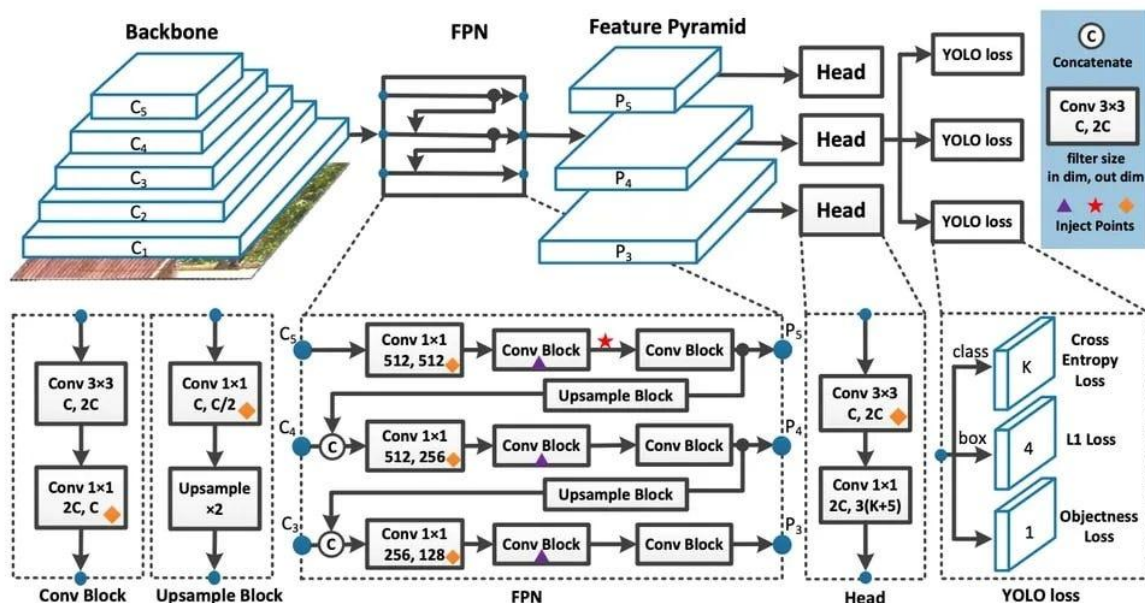 Backbone
FPN
Feature Pyramid
C5
C4
C3
C2
C1
P5
P4
P3
Head
Head
Head
YOLO loss
YOLO loss
YOLO loss
C
Concatenate
Conv 3×3
C, 2C
filter size
in dim, out dim
Inject Points
Conv 3×3
C, 2C
Conv 1×1
2C, C
Conv Block
Conv 1×1
C, C/2
Upsample
×2
Upsample Block
C5
Conv 1×1
512, 512
Conv Block
Conv Block
P5
Upsample Block
C4
C
Conv 1×1
512, 256
Conv Block
Conv Block
P4
Upsample Block
C3
C
Conv 1×1
256, 128
Conv Block
Conv Block
P3
FPN
Conv 3×3
C, 2C
Conv 1×1
2C, 3(K+5)
Head
class
K
Cross
Entropy
Loss
box
4
L1 Loss
1
Objectness
Loss
YOLO loss